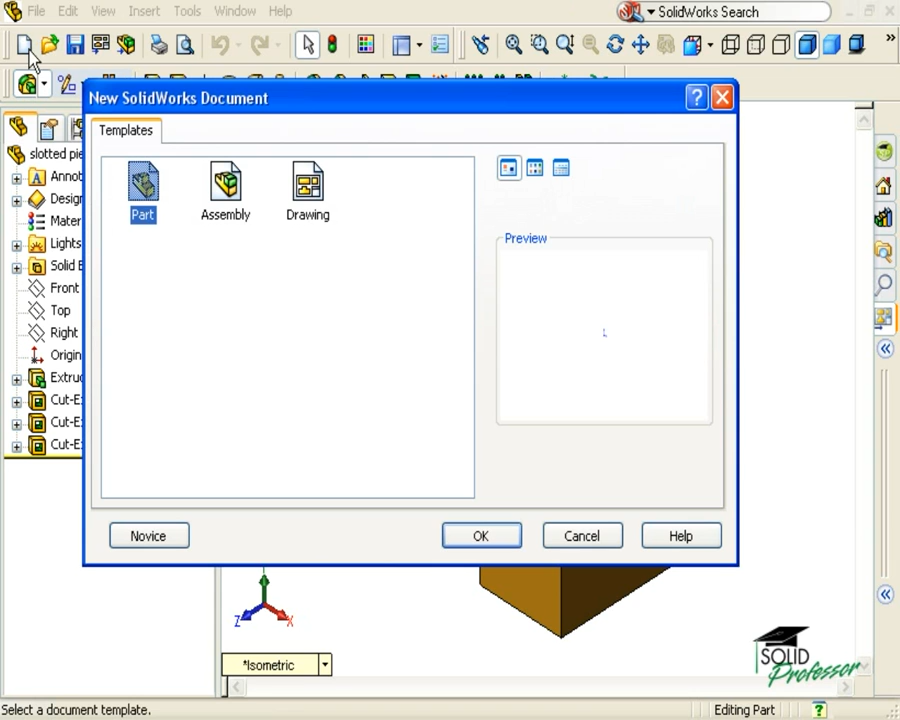 File Edit View Insert Tools Window Help
SolidWorks Search
New SolidWorks Document
Templates
slotted pie
Annot
Part
Assembly
Drawing
Desig
Mater
Lights
Preview
Solid B
Front
Top
Right
Origin
Extrud
Cut-E
Cut-E
Cut-E
Novice
OK
Cancel
Help
Z
X
*Isometric
SOLID
Professor
Select a document template.
Editing Part